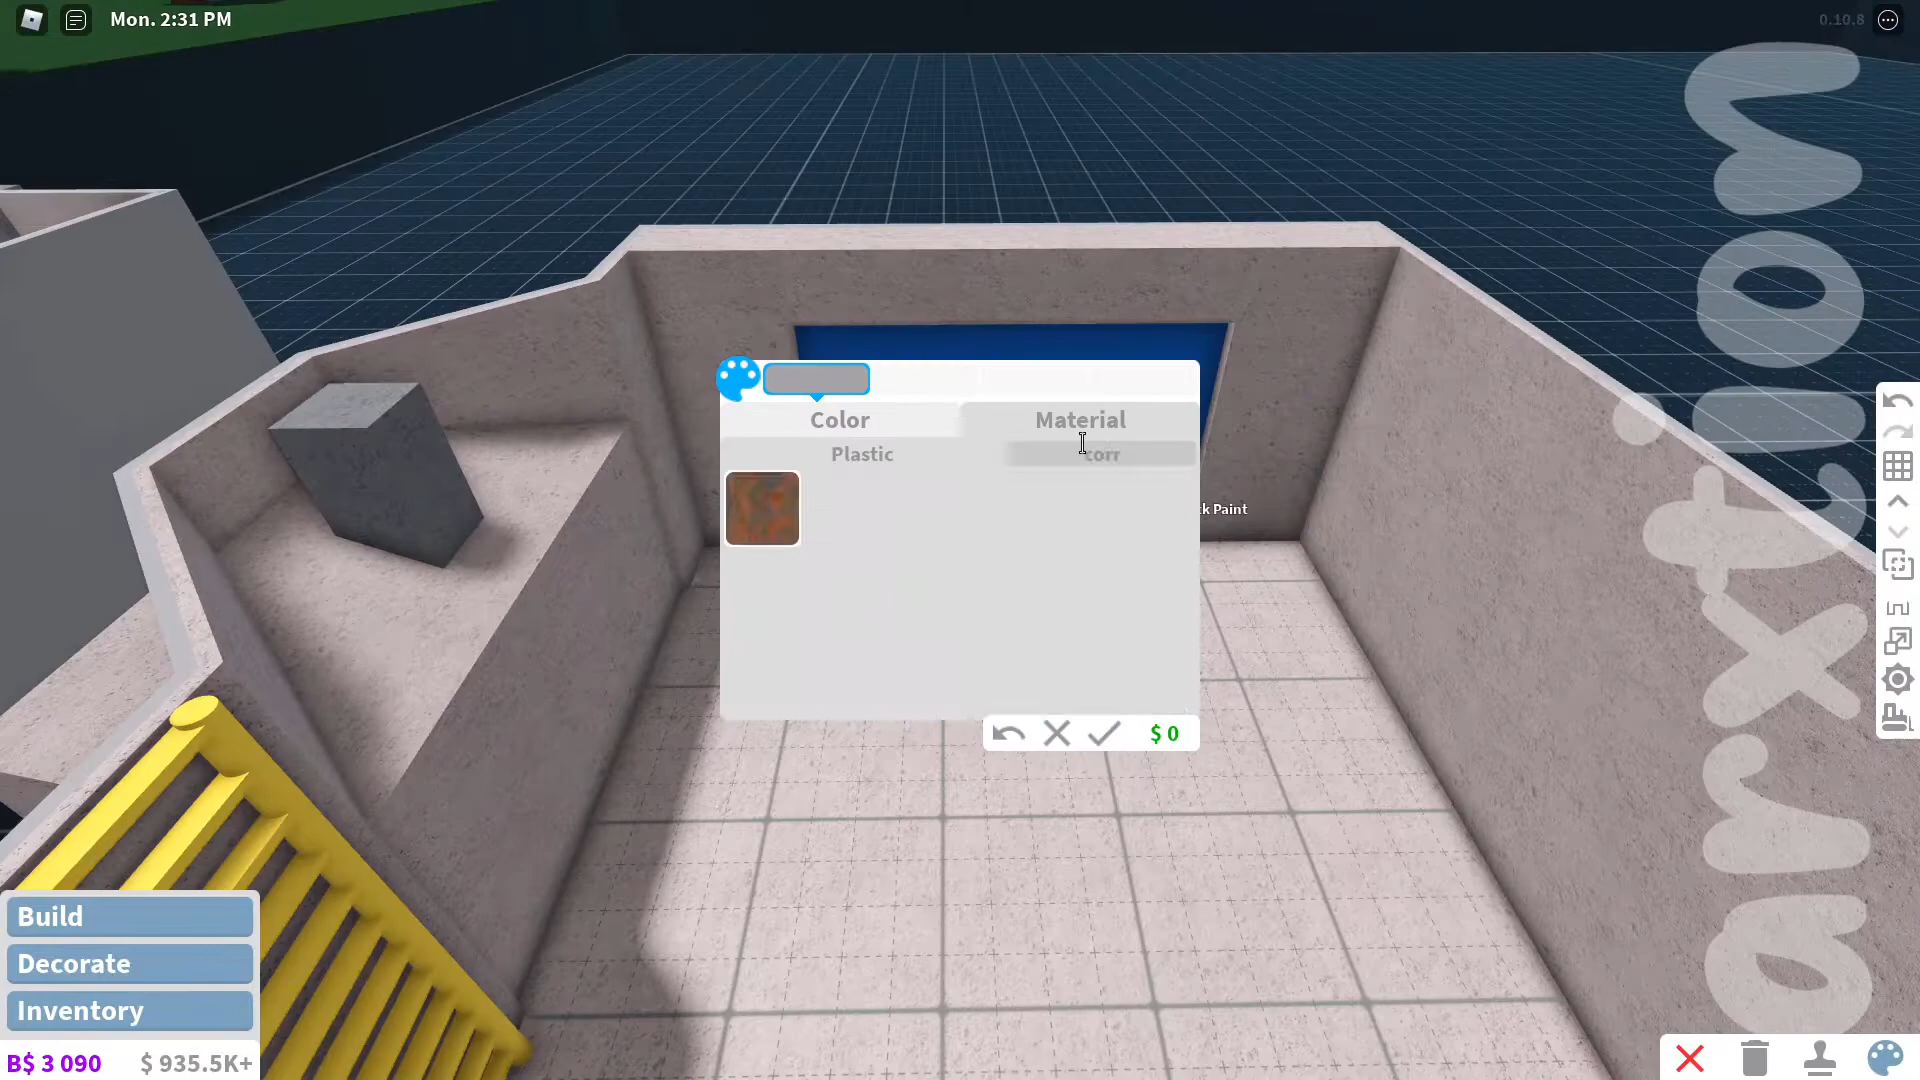 Mon. 2:31 PM
0.10.8
Color
Material
Plastic
corr
k Paint
$ 0
Build
Decorate
Inventory
B$ 3 090
$ 935.5K+